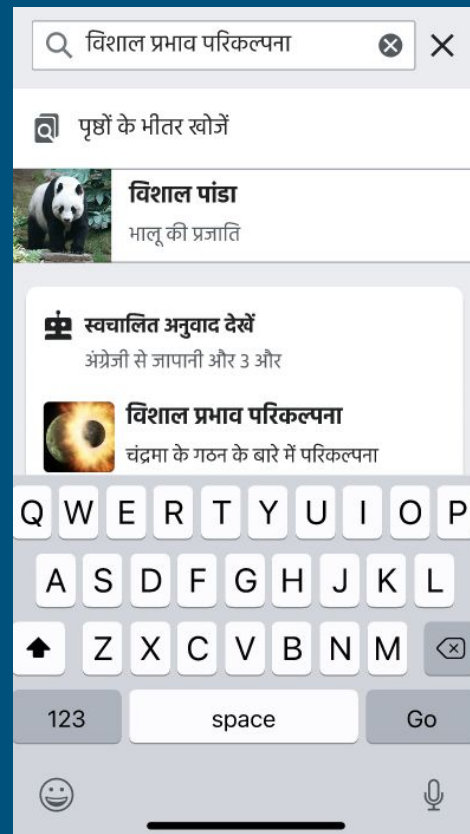 विशाल प्रभाव परिकल्पना
पृष्ठों के भीतर खोजें
विशाल पांडा
भालू की प्रजाति
स्वचालित अनुवाद देखें
अंग्रेजी से जापानी और 3 और
विशाल प्रभाव परिकल्पना
चंद्रमा के गठन के बारे में परिकल्पना
Q W E R T Y U I O P
A S D F G H J K L
Z X C V B N M
123 space Go